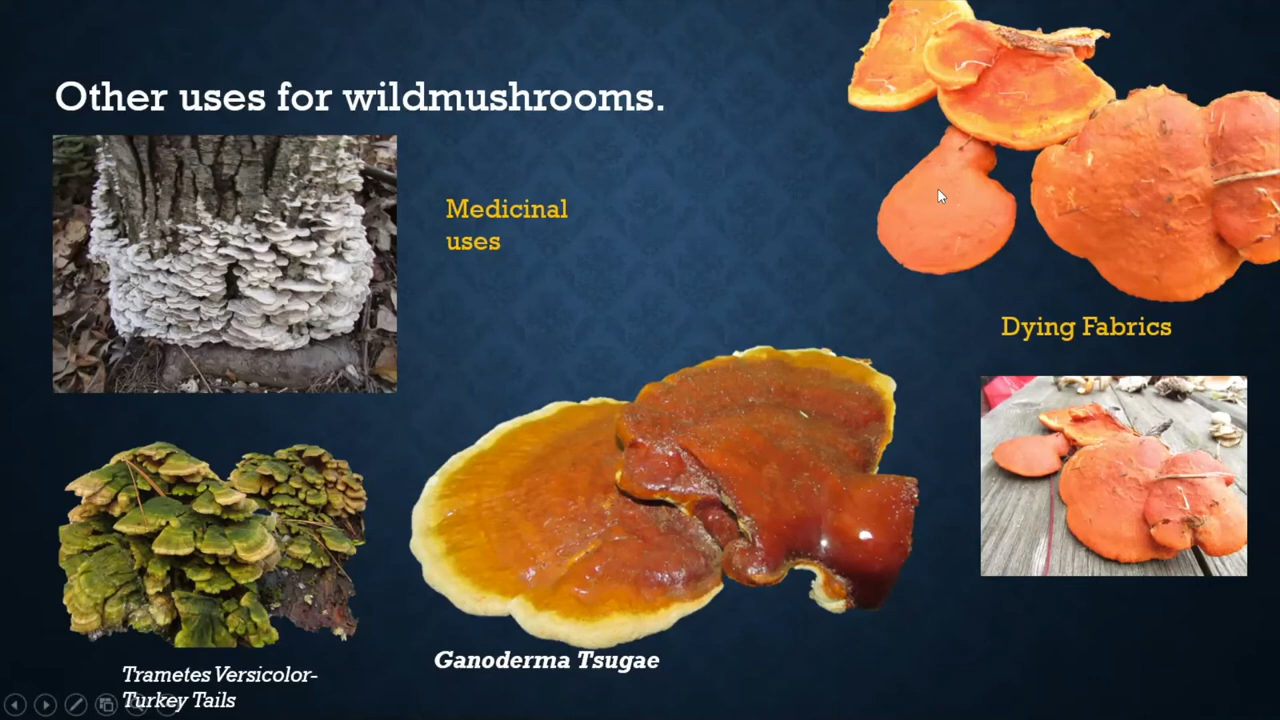 Other uses for wildmushrooms.
Medicinal
uses
Dying Fabrics
Ganoderma Tsugae
Trametes Versicolor-
Turkey Tails